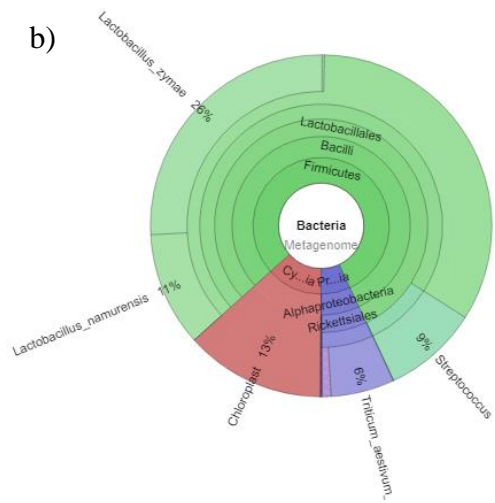 b)
Lactobacillus_zymae 26%
Lactobacillales
Bacilli
Firmicutes
Bacteria
Metagenome
Cy...ia
Pr...ia
Alphaproteobacteria
Rickettsiales
Lactobacillus_namurensis 11%
Chloroplast 13%
6% Triticum_aestivum_
9% Streptococcus